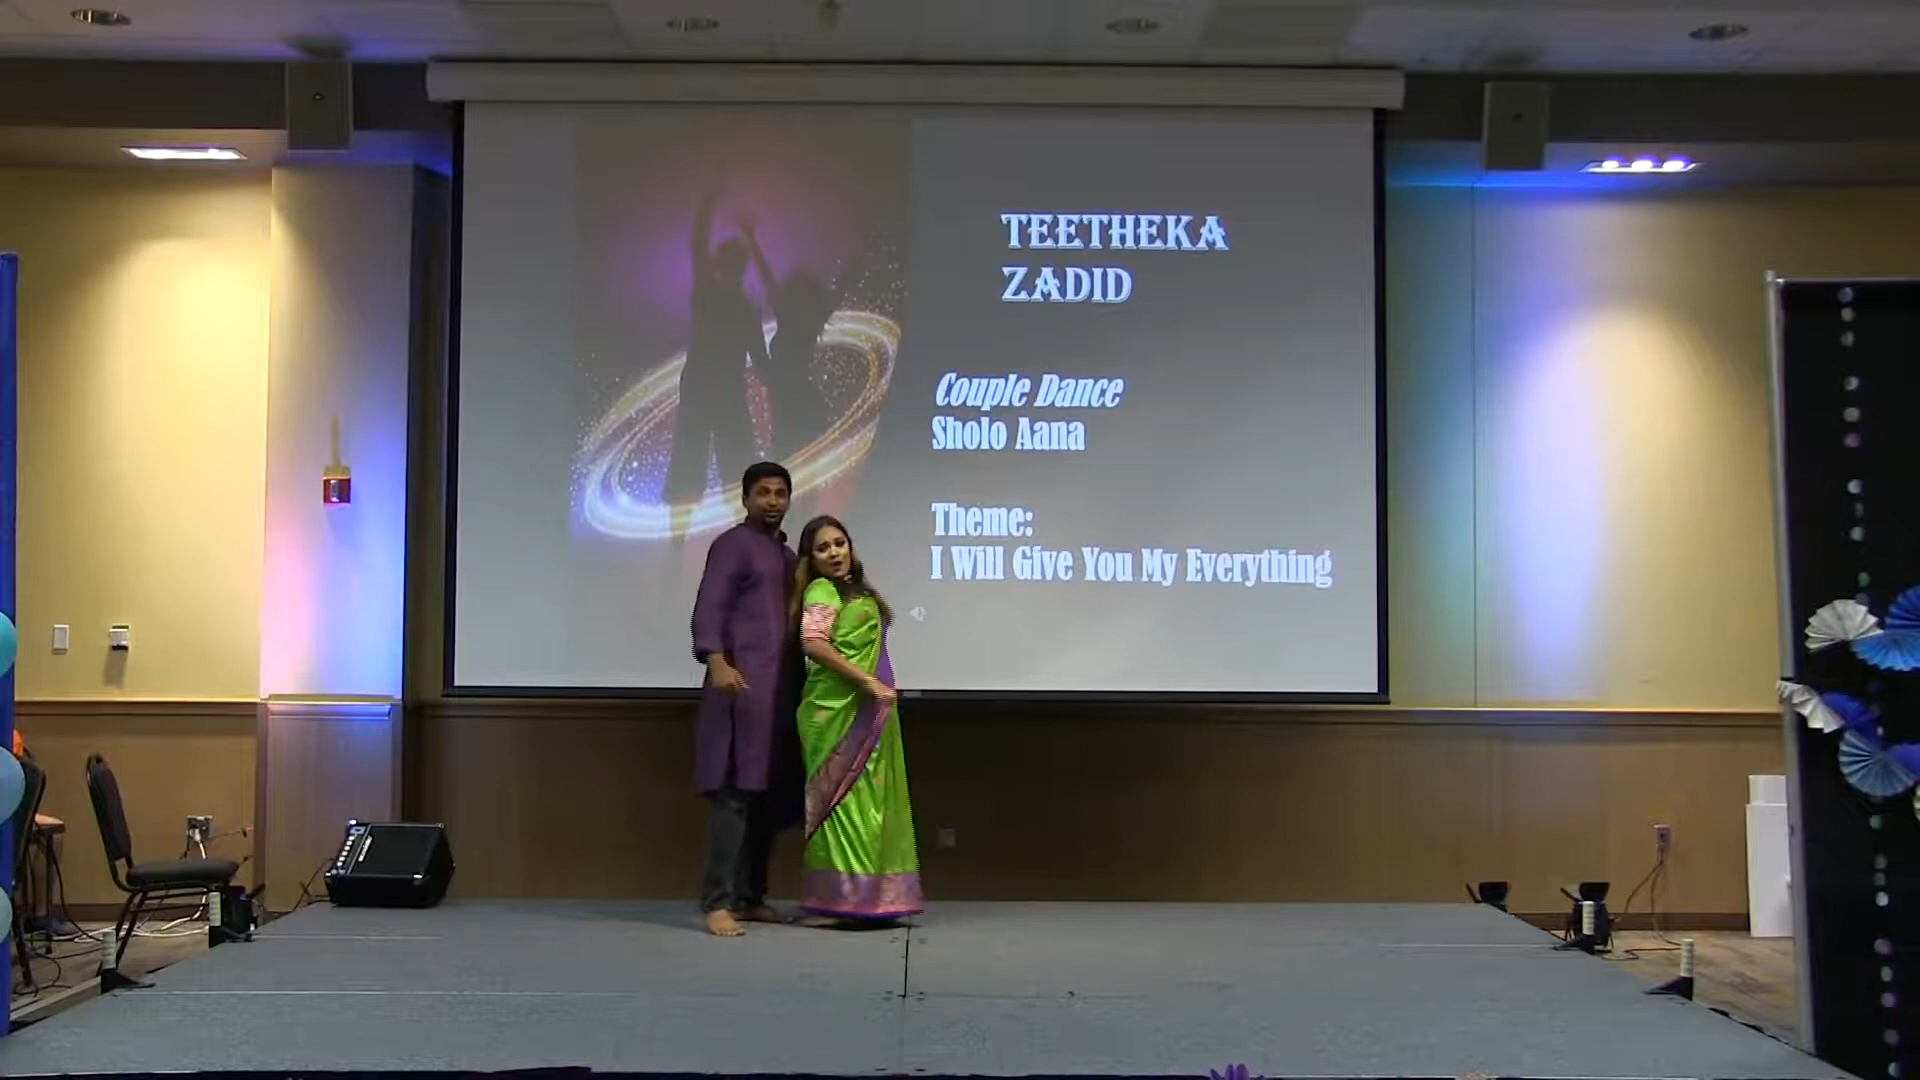 TEETHEKA
ZADID
Couple Dance
Sholo Aana
Theme:
I Will Give You My Everything